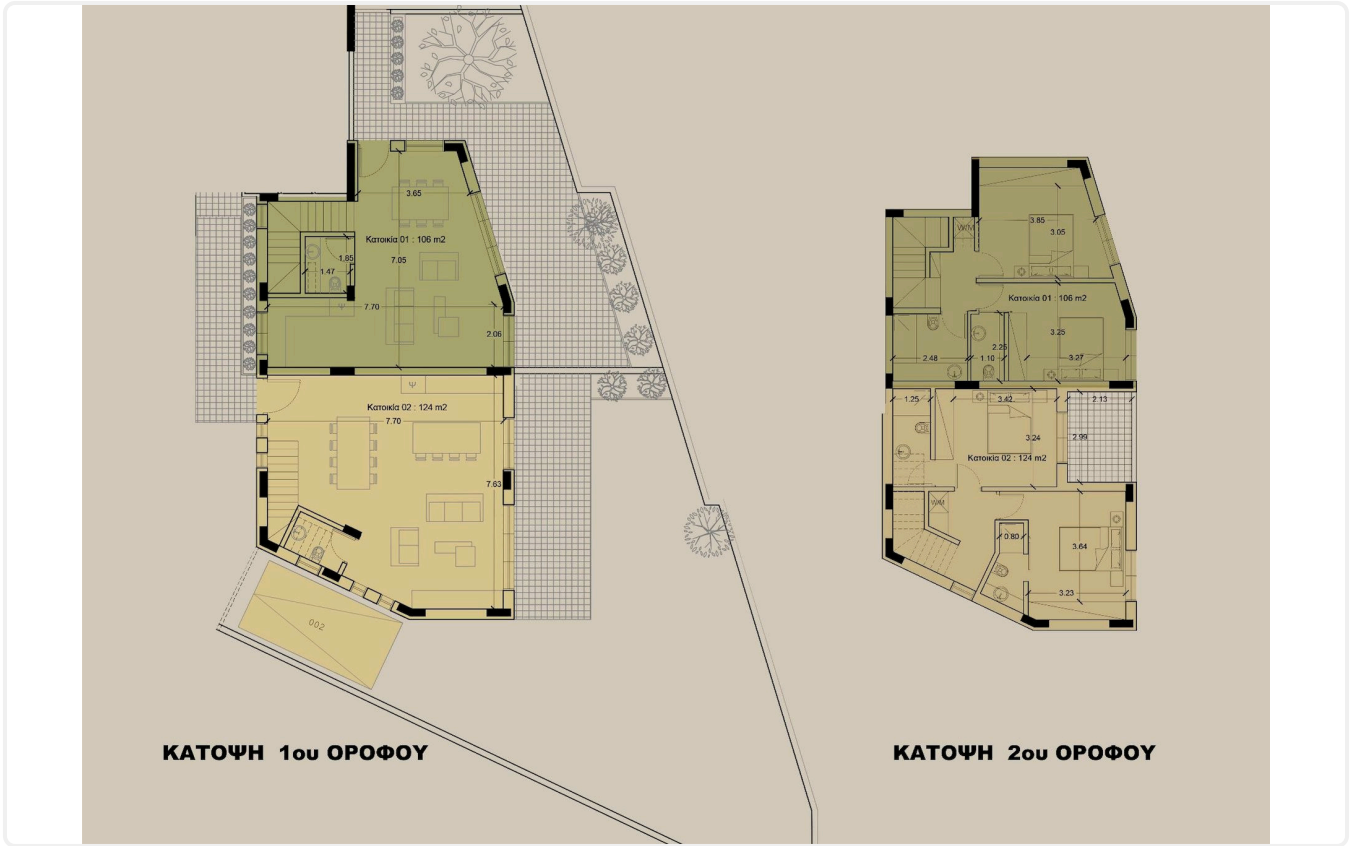 3.65
Κατοικία 01 : 106 m2
1.65
7.05
1.47
7.70
Ψ
2.06
Ψ
Κατοικία 02 : 124 m2
7.70
7.63
002
ΚΑΤΟΨΗ 1ου ΟΡΟΦΟΥ
3.85
W/M
3.05
Κατοικία 01 : 106 m2
3.25
2.25
2.48
1.10
3.27
1.25
3.42
2.13
3.24
2.99
Κατοικία 02 : 124 m2
W/M
0.80
3.64
3.23
ΚΑΤΟΨΗ 2ου ΟΡΟΦΟΥ